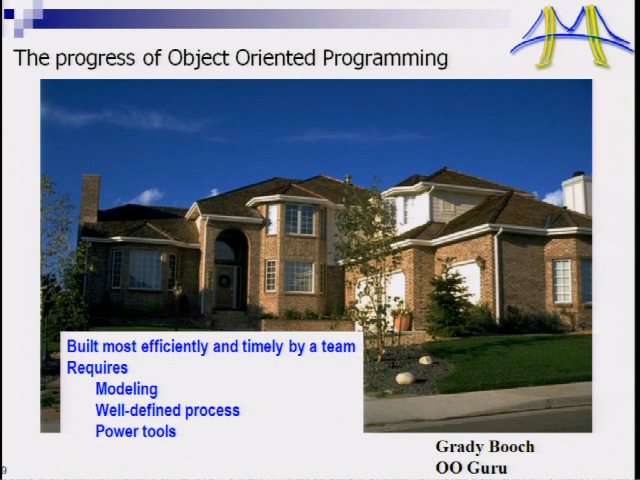 The progress of Object Oriented Programming
Built most efficiently and timely by a team
Requires
Modeling
Well-defined process
Power tools
Grady Booch
OO Guru
9